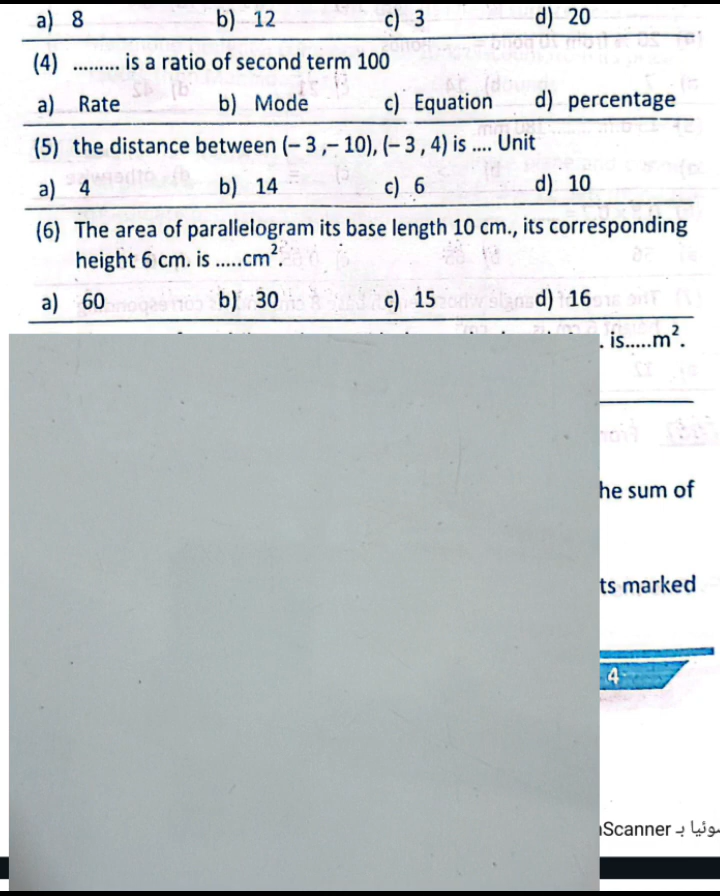 a) 8 b) 12 c) 3 d) 20
(4) ......... is a ratio of second term 100
a) Rate b) Mode c) Equation d) percentage
(5) the distance between (– 3 ,– 10), (– 3 , 4) is .... Unit
a) 4 b) 14 c) 6 d) 10
(6) The area of parallelogram its base length 10 cm., its corresponding
height 6 cm. is .....cm².
a) 60 b) 30 c) 15 d) 16
. is.....m².
he sum of
ts marked
4
Scanner بـ